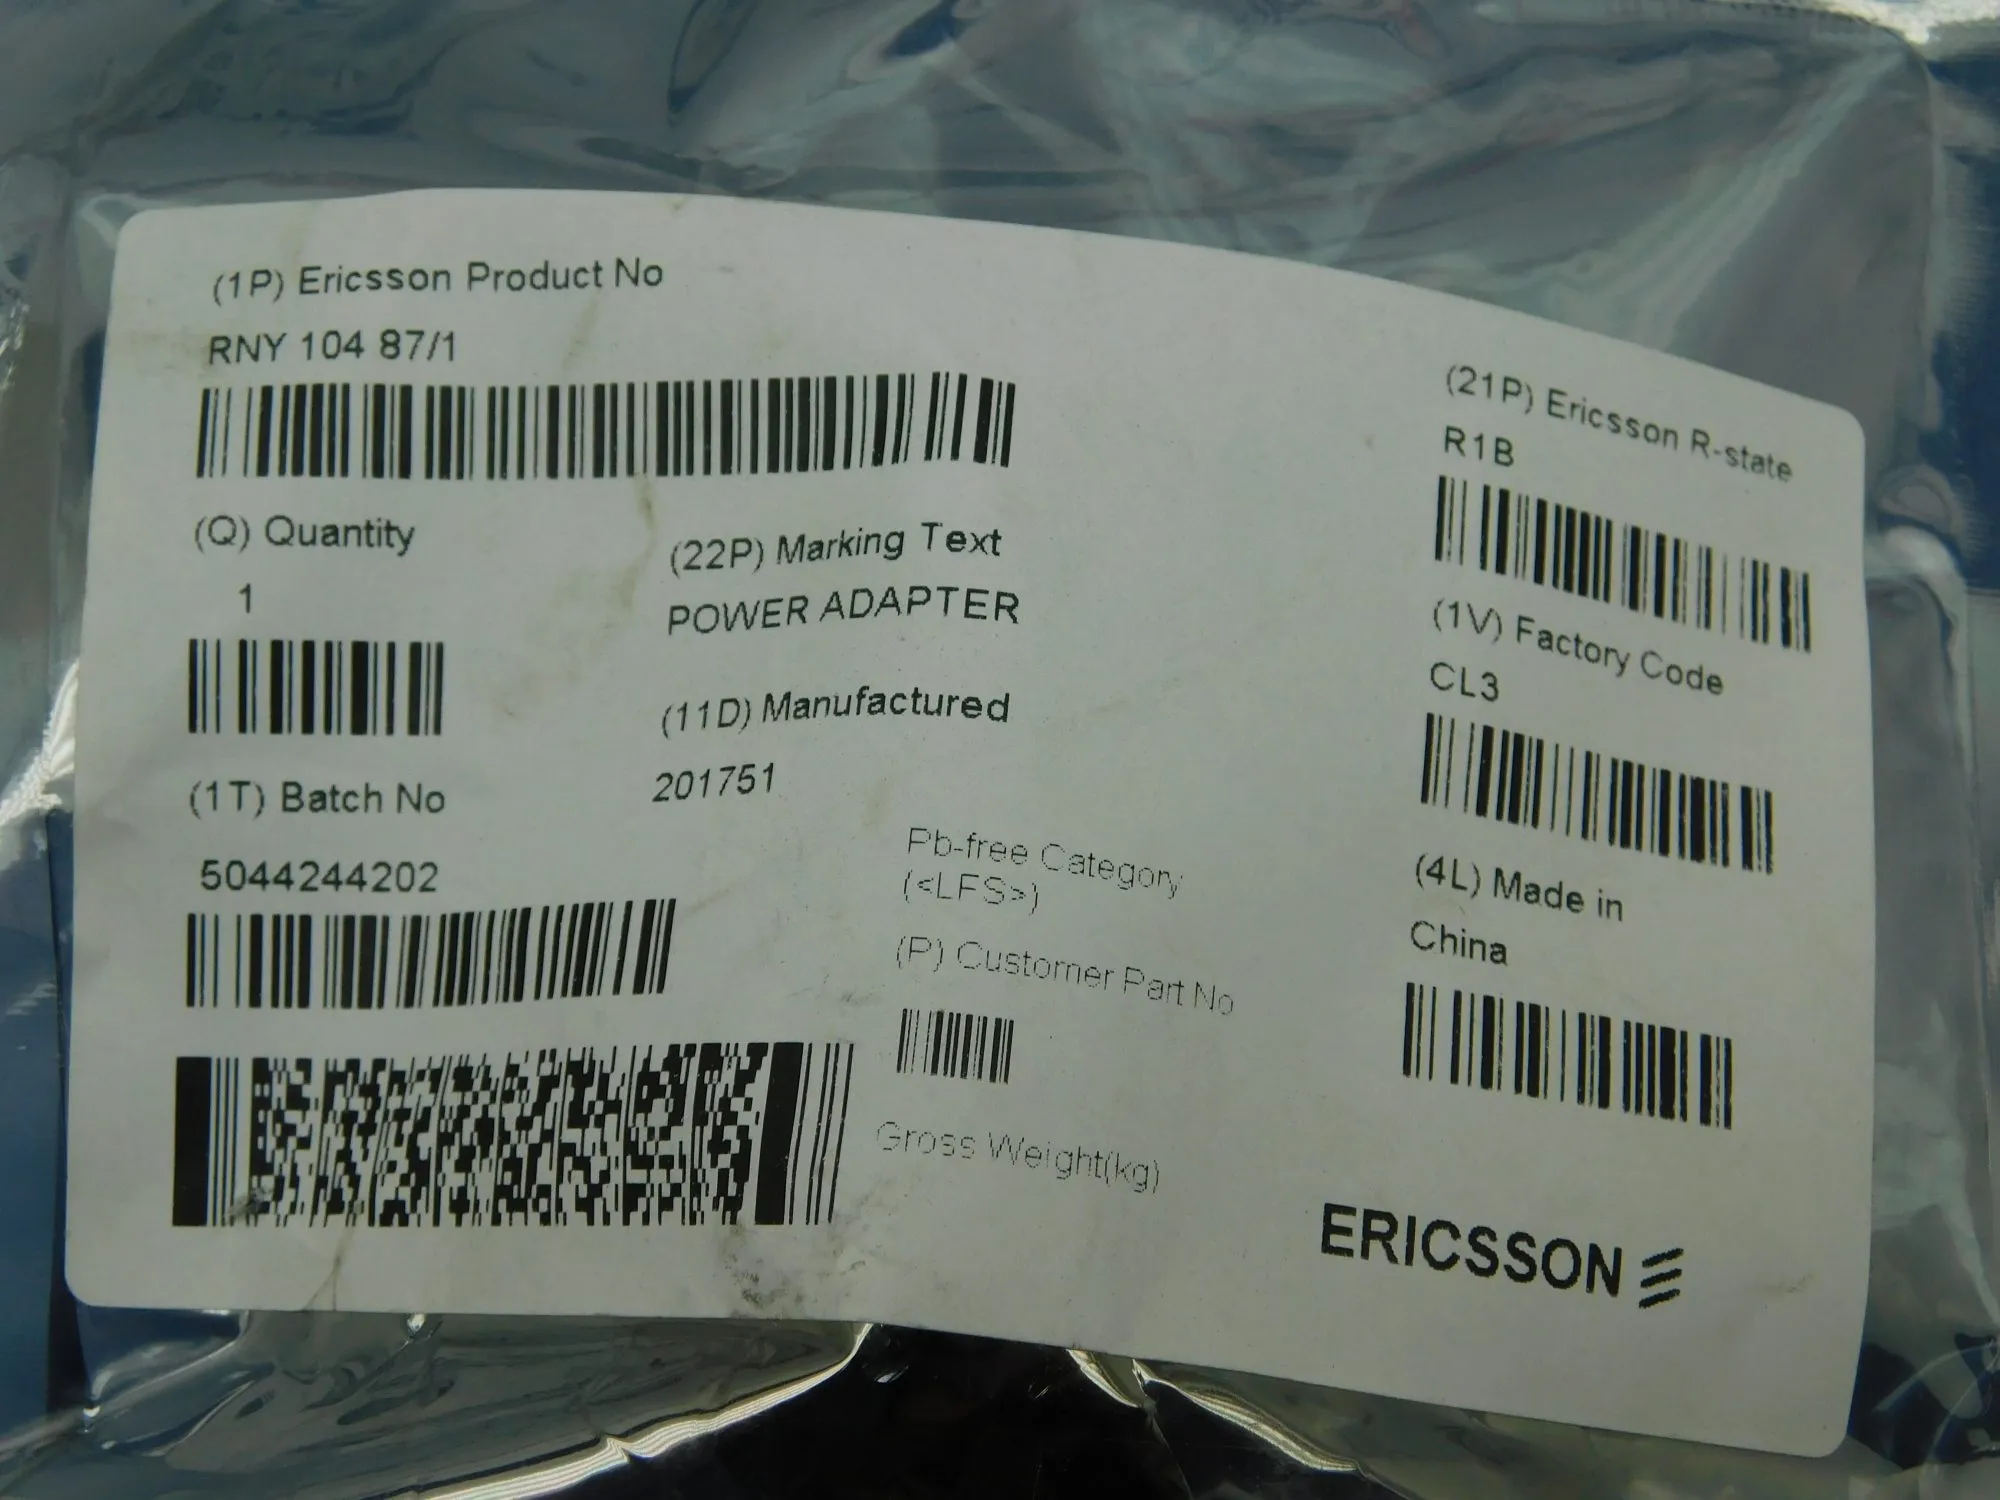 (1P) Ericsson Product No
RNY 104 87/1
(21P) Ericsson R-state
R1B
(Q) Quantity
1
(22P) Marking Text
POWER ADAPTER
(1V) Factory Code
CL3
(11D) Manufactured
201751
(1T) Batch No
5044244202
Pb-free Category
(<LFS>)
(4L) Made in
China
(P) Customer Part No
Gross Weight(kg)
ERICSSON